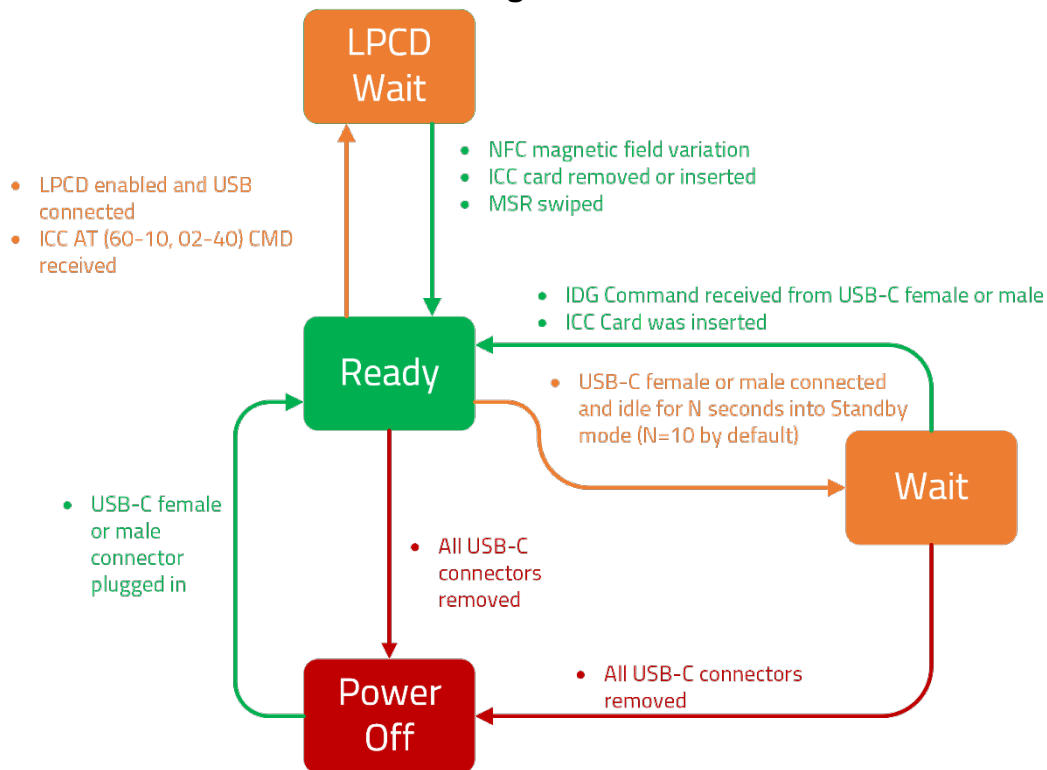 LPCD
Wait
• NFC magnetic field variation
• ICC card removed or inserted
• MSR swiped
• LPCD enabled and USB
connected
• ICC AT (60-10, 02-40) CMD
received
• IDG Command received from USB-C female or male
• ICC Card was inserted
Ready
• USB-C female or male connected
and idle for N seconds into Standby
mode (N=10 by default)
Wait
• USB-C female
or male
connector
plugged in
• All USB-C
connectors
removed
• All USB-C connectors
removed
Power
Off